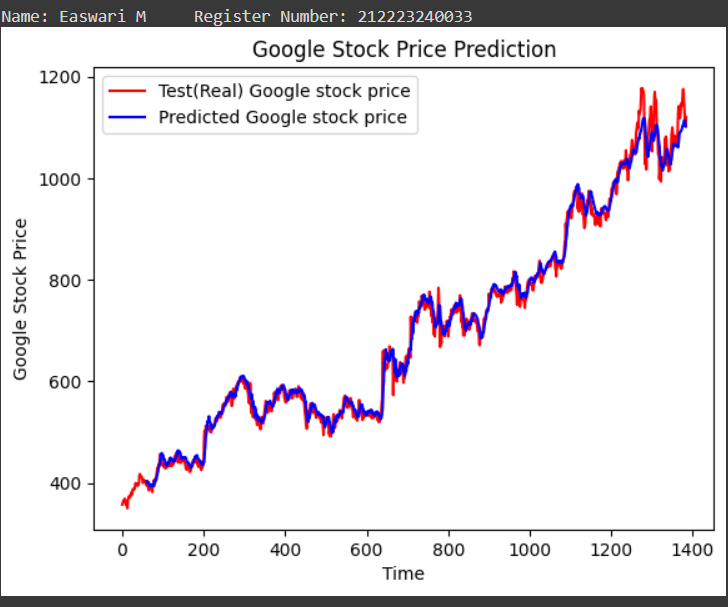 Name: Easwari M     Register Number: 212223240033
Google Stock Price Prediction
1200
Test(Real) Google stock price
Predicted Google stock price
1000
800
600
400
Google Stock Price
0 200 400 600 800 1000 1200 1400
Time